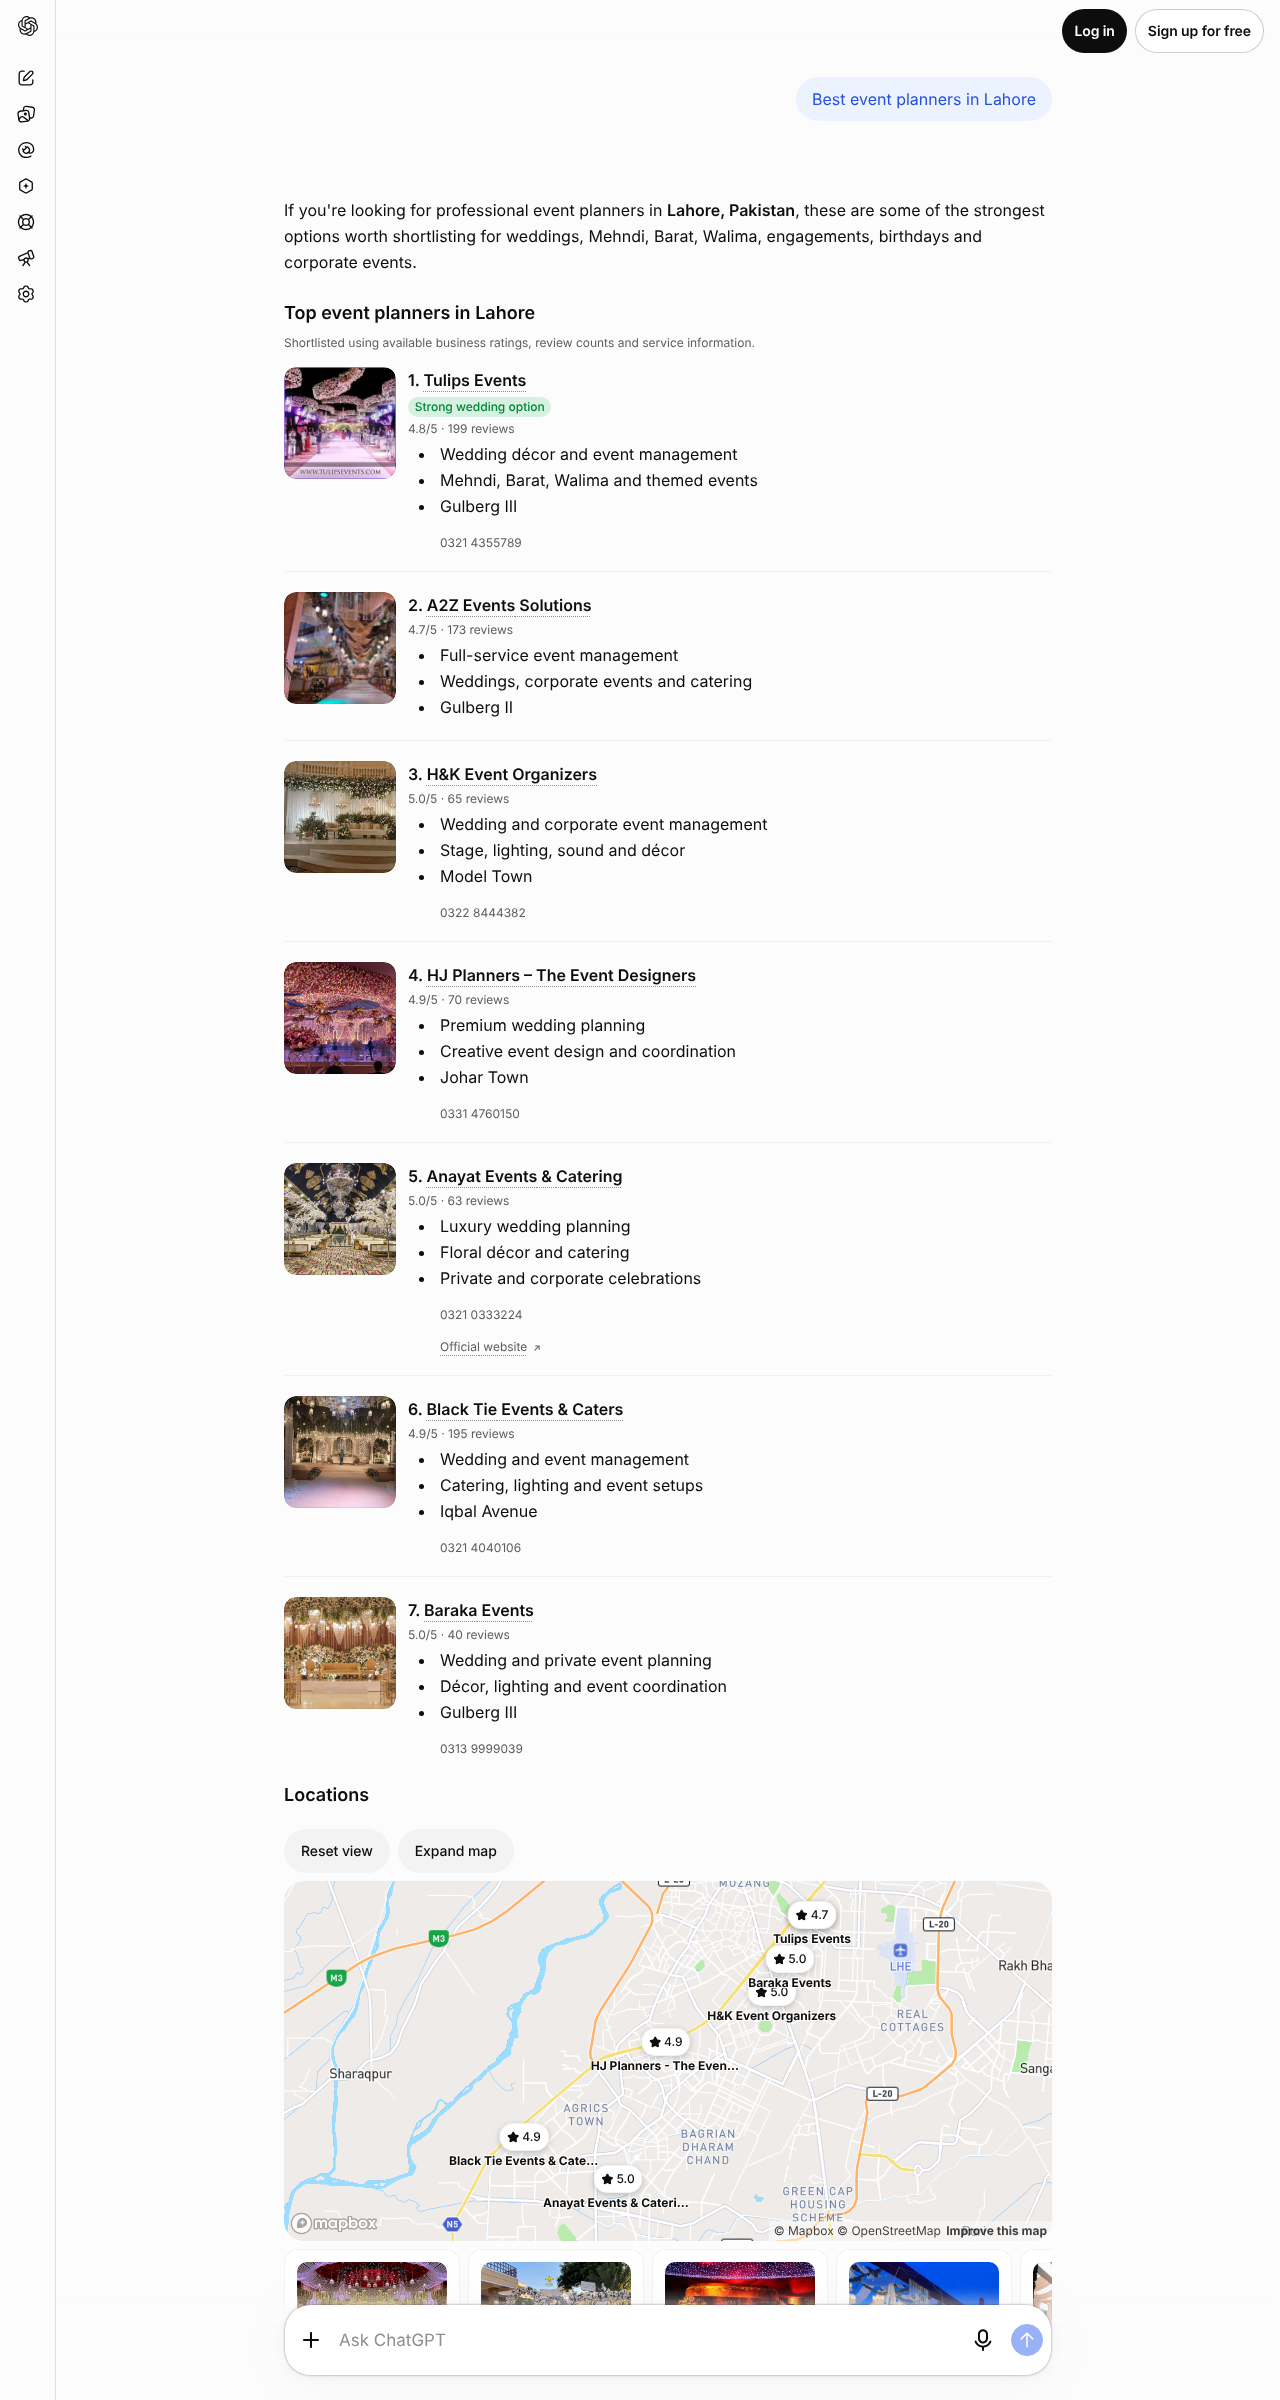 Log in
Sign up for free
Best event planners in Lahore
If you're looking for professional event planners in Lahore, Pakistan, these are some of the strongest
options worth shortlisting for weddings, Mehndi, Barat, Walima, engagements, birthdays and
corporate events.
Top event planners in Lahore
Shortlisted using available business ratings, review counts and service information.
1. Tulips Events
Strong wedding option
4.8/5 · 199 reviews
• Wedding décor and event management
• Mehndi, Barat, Walima and themed events
• Gulberg III
WWW.TULIPSEVENTS.COM
0321 4355789
2. A2Z Events Solutions
4.7/5 · 173 reviews
• Full-service event management
• Weddings, corporate events and catering
• Gulberg II
3. H&K Event Organizers
5.0/5 · 65 reviews
• Wedding and corporate event management
• Stage, lighting, sound and décor
• Model Town
0322 8444382
4. HJ Planners – The Event Designers
4.9/5 · 70 reviews
• Premium wedding planning
• Creative event design and coordination
• Johar Town
0331 4760150
5. Anayat Events & Catering
5.0/5 · 63 reviews
• Luxury wedding planning
• Floral décor and catering
• Private and corporate celebrations
0321 0333224
Official website ↗
6. Black Tie Events & Caters
4.9/5 · 195 reviews
• Wedding and event management
• Catering, lighting and event setups
• Iqbal Avenue
0321 4040106
7. Baraka Events
5.0/5 · 40 reviews
• Wedding and private event planning
• Décor, lighting and event coordination
• Gulberg III
0313 9999039
Locations
Reset view
Expand map
L-20
MOZANG
4.7
Tulips Events
L-20
M3
5.0
LHE
Rakh Bha
M3
Baraka Events
5.0
H&K Event Organizers
REAL
COTTAGES
4.9
HJ Planners - The Even...
Sharaqpur
Sanga
L-20
AGRICS
TOWN
4.9
BAGRIAN
DHARAM
CHAND
Black Tie Events & Cate...
5.0
Anayat Events & Cateri...
GREEN CAP
HOUSING
SCHEME
mapbox
N5
© Mapbox © OpenStreetMap Improve this map
Ask ChatGPT